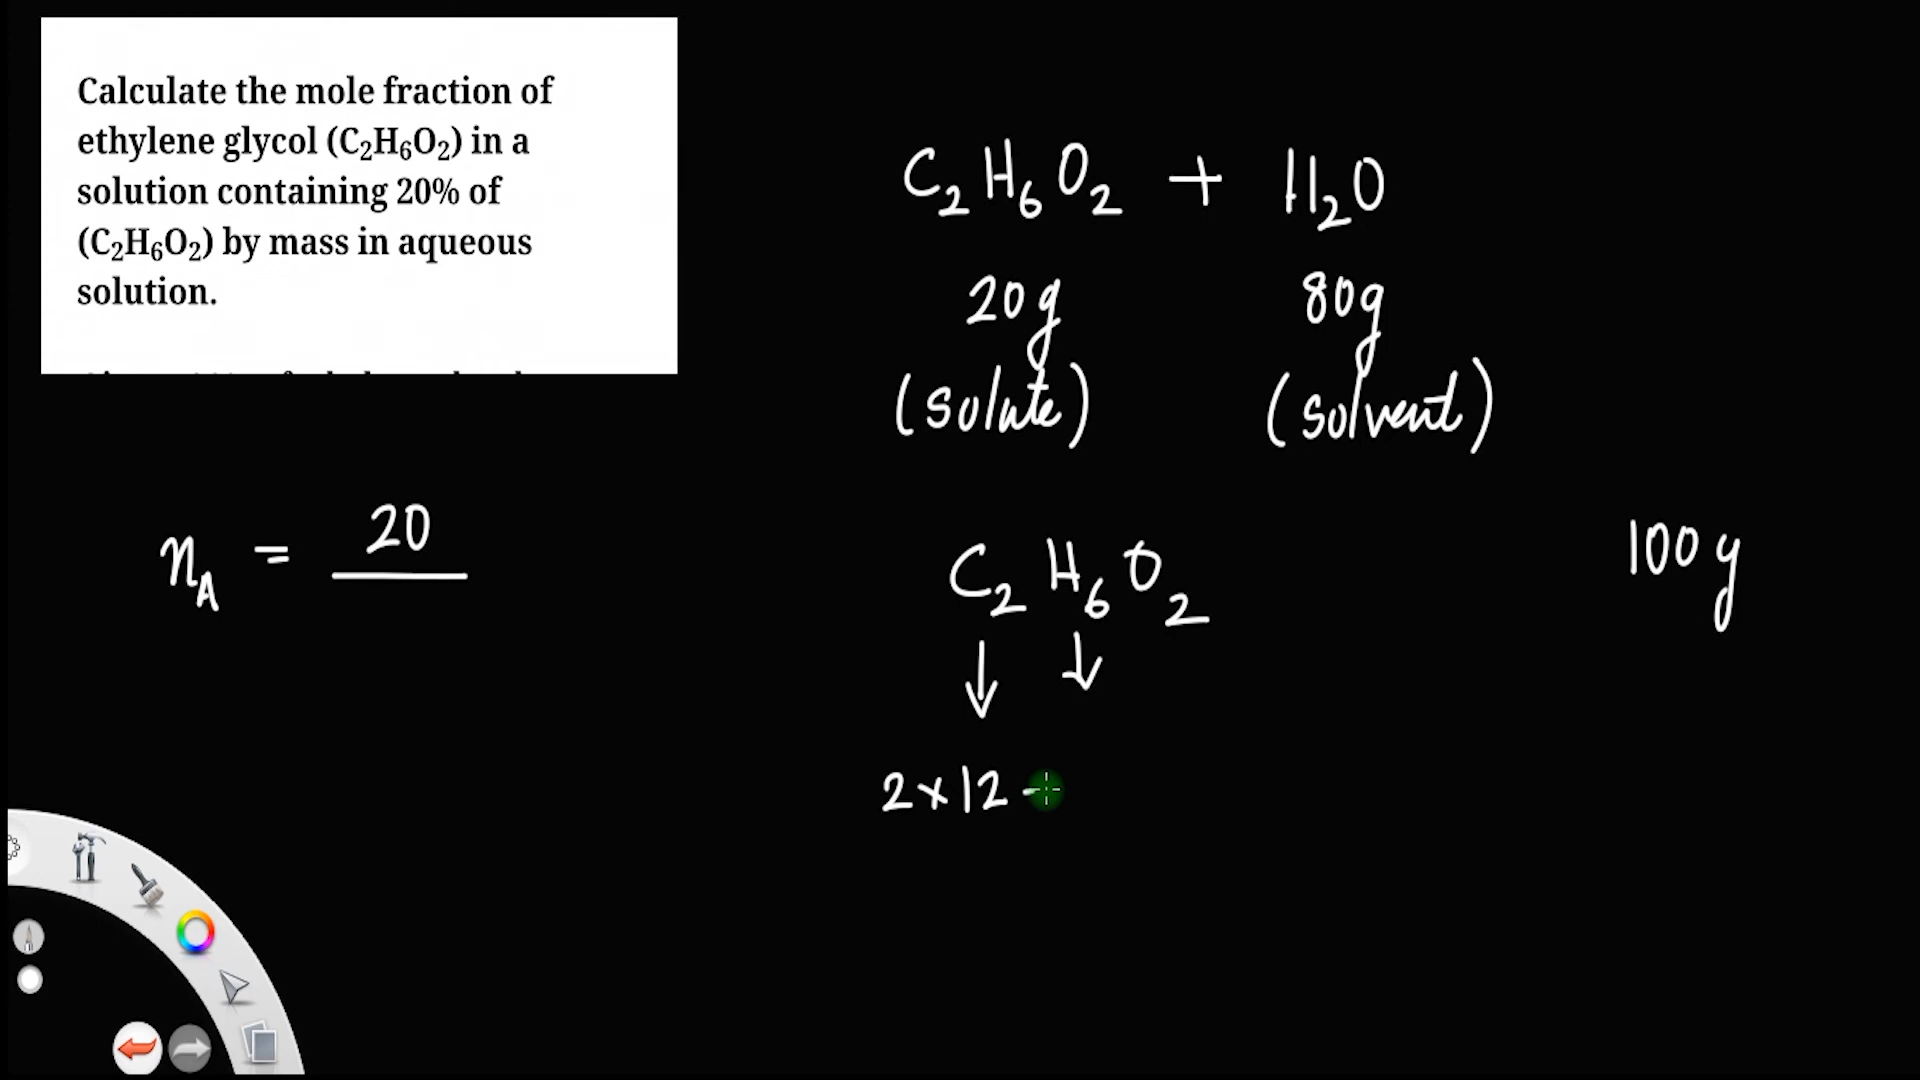 Calculate the mole fraction of
ethylene glycol (C₂H₆O₂) in a
solution containing 20% of
(C₂H₆O₂) by mass in aqueous
solution.
C₂H₆O₂ + H₂O
20g 80g
(solute) (solvent)
n_A = 20
C₂H₆O₂
100g
2×12